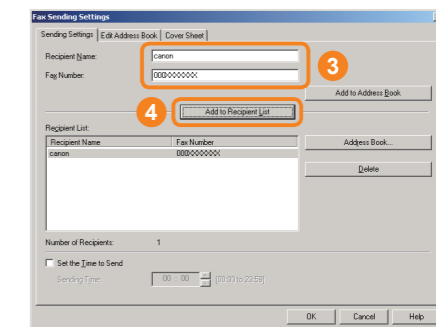 Fax Sending Settings
Sending Settings Edit Address Book Cover Sheet
Recipient Name: canon
Fax Number: 000XXXXXXX
3
Add to Address Book
4 Add to Recipient List
Recipient List:
Recipient Name Fax Number
canon 000XXXXXXX
Address Book...
Delete
Number of Recipients: 1
Set the Time to Send
Sending Time: 00 : 00 [00:00 to 23:59]
OK Cancel Help